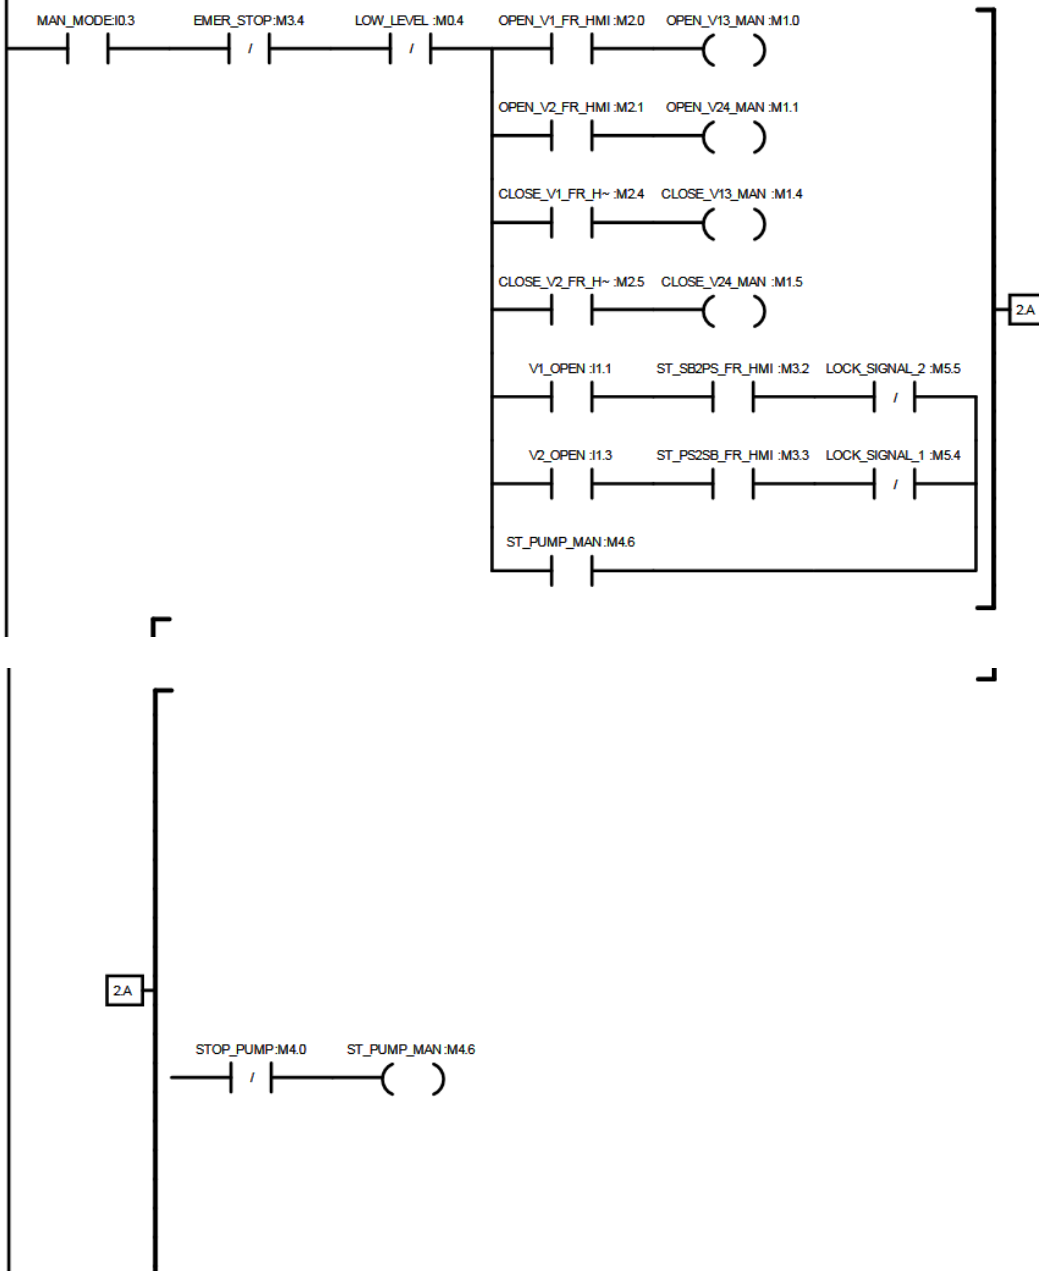 MAN_MODE:I0.3 EMER_STOP:M3.4 LOW_LEVEL :M0.4 OPEN_V1_FR_HMI :M2.0 OPEN_V13_MAN :M1.0
/ /
OPEN_V2_FR_HMI :M2.1 OPEN_V24_MAN :M1.1
CLOSE_V1_FR_H~ :M2.4 CLOSE_V13_MAN :M1.4
CLOSE_V2_FR_H~ :M2.5 CLOSE_V24_MAN :M1.5
2.A
V1_OPEN :I1.1 ST_SB2PS_FR_HMI :M3.2 LOCK_SIGNAL_2 :M5.5
/
V2_OPEN :I1.3 ST_PS2SB_FR_HMI :M3.3 LOCK_SIGNAL_1 :M5.4
/
ST_PUMP_MAN :M4.6
2.A
STOP_PUMP:M4.0 ST_PUMP_MAN :M4.6
/